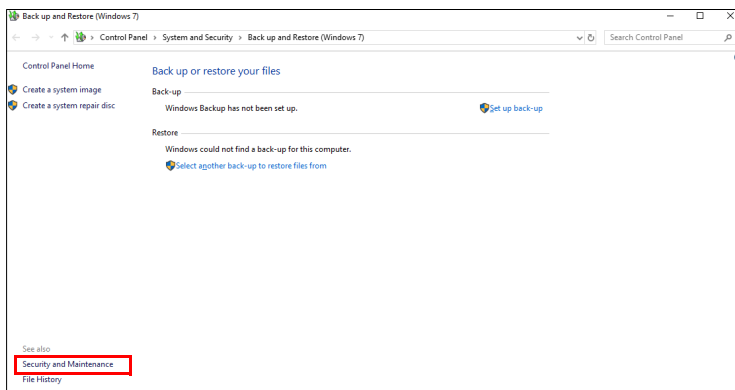 Back up and Restore (Windows 7)
Control Panel > System and Security > Back up and Restore (Windows 7)
Search Control Panel
Control Panel Home
Create a system image
Create a system repair disc
Back up or restore your files
Back-up
Windows Backup has not been set up.
Set up back-up
Restore
Windows could not find a back-up for this computer.
Select another back-up to restore files from
See also
Security and Maintenance
File History